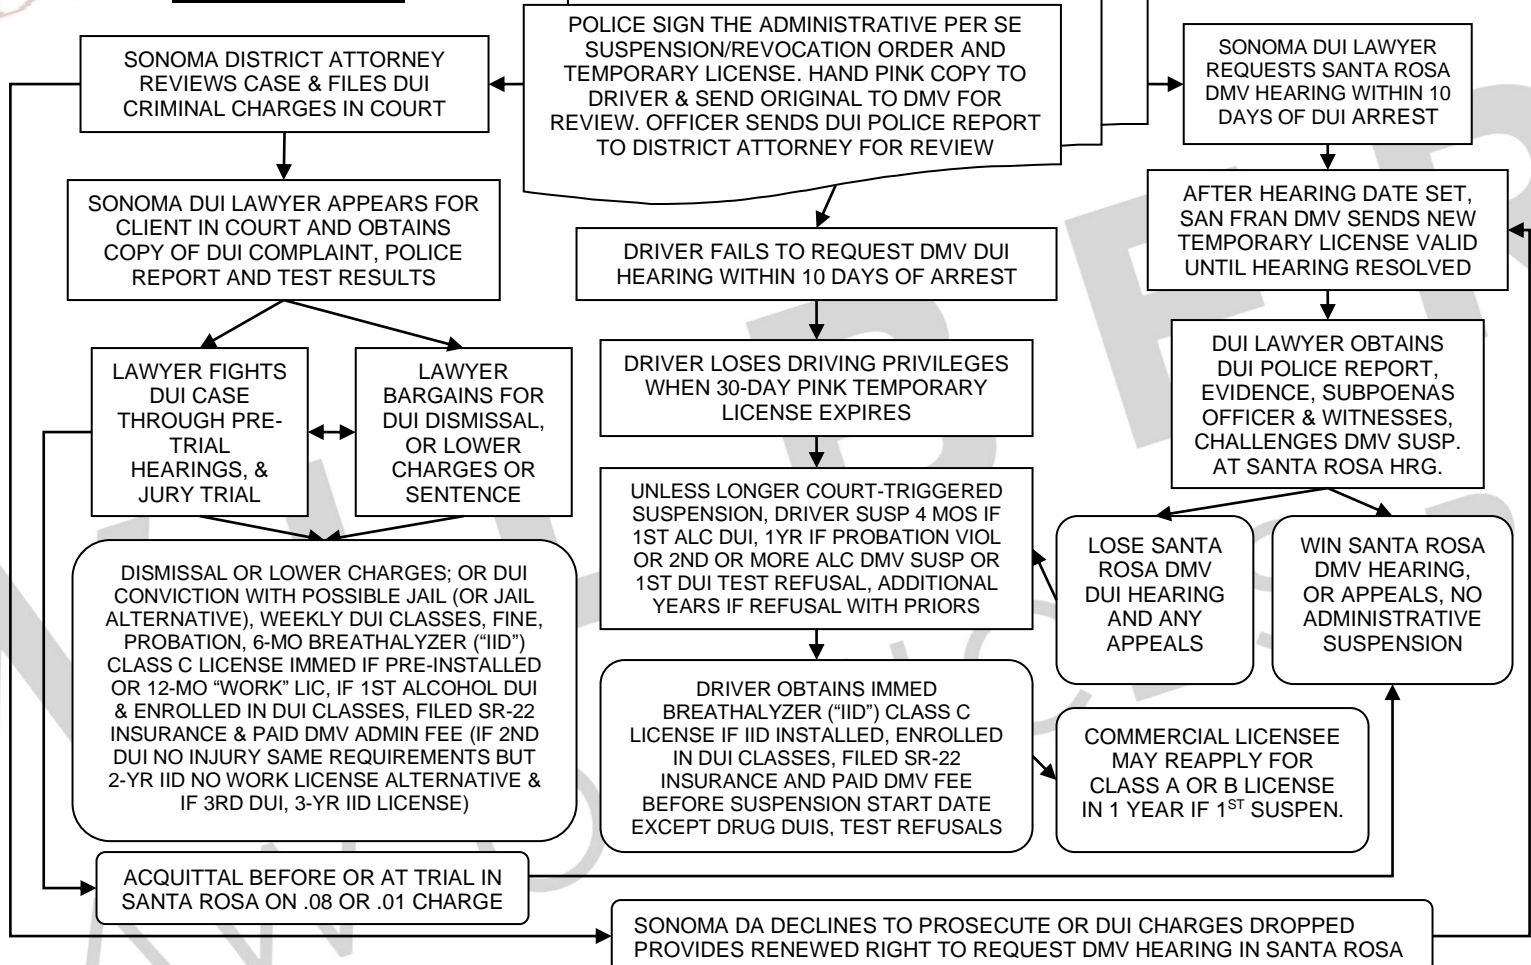 POLICE SIGN THE ADMINISTRATIVE PER SE
SUSPENSION/REVOCATION ORDER AND
TEMPORARY LICENSE. HAND PINK COPY TO
DRIVER & SEND ORIGINAL TO DMV FOR
REVIEW. OFFICER SENDS DUI POLICE REPORT
TO DISTRICT ATTORNEY FOR REVIEW
SONOMA DISTRICT ATTORNEY
REVIEWS CASE & FILES DUI
CRIMINAL CHARGES IN COURT
SONOMA DUI LAWYER
REQUESTS SANTA ROSA
DMV HEARING WITHIN 10
DAYS OF DUI ARREST
SONOMA DUI LAWYER APPEARS FOR
CLIENT IN COURT AND OBTAINS
COPY OF DUI COMPLAINT, POLICE
REPORT AND TEST RESULTS
DRIVER FAILS TO REQUEST DMV DUI
HEARING WITHIN 10 DAYS OF ARREST
AFTER HEARING DATE SET,
SAN FRAN DMV SENDS NEW
TEMPORARY LICENSE VALID
UNTIL HEARING RESOLVED
LAWYER FIGHTS
DUI CASE
THROUGH PRE-
TRIAL
HEARINGS, &
JURY TRIAL
LAWYER
BARGAINS FOR
DUI DISMISSAL,
OR LOWER
CHARGES OR
SENTENCE
DRIVER LOSES DRIVING PRIVILEGES
WHEN 30-DAY PINK TEMPORARY
LICENSE EXPIRES
DUI LAWYER OBTAINS
DUI POLICE REPORT,
EVIDENCE, SUBPOENAS
OFFICER & WITNESSES,
CHALLENGES DMV SUSP.
AT SANTA ROSA HRG.
UNLESS LONGER COURT-TRIGGERED
SUSPENSION, DRIVER SUSP 4 MOS IF
1ST ALC DUI, 1YR IF PROBATION VIOL
OR 2ND OR MORE ALC DMV SUSP OR
1ST DUI TEST REFUSAL, ADDITIONAL
YEARS IF REFUSAL WITH PRIORS
LOSE SANTA
ROSA DMV
DUI HEARING
AND ANY
APPEALS
WIN SANTA ROSA
DMV HEARING,
OR APPEALS, NO
ADMINISTRATIVE
SUSPENSION
DISMISSAL OR LOWER CHARGES; OR DUI
CONVICTION WITH POSSIBLE JAIL (OR JAIL
ALTERNATIVE), WEEKLY DUI CLASSES, FINE,
PROBATION, 6-MO BREATHALYZER (“IID”)
CLASS C LICENSE IMMED IF PRE-INSTALLED
OR 12-MO “WORK” LIC, IF 1ST ALCOHOL DUI
& ENROLLED IN DUI CLASSES, FILED SR-22
INSURANCE & PAID DMV ADMIN FEE (IF 2ND
DUI NO INJURY SAME REQUIREMENTS BUT
2-YR IID NO WORK LICENSE ALTERNATIVE &
IF 3RD DUI, 3-YR IID LICENSE)
DRIVER OBTAINS IMMED
BREATHALYZER (“IID”) CLASS C
LICENSE IF IID INSTALLED, ENROLLED
IN DUI CLASSES, FILED SR-22
INSURANCE AND PAID DMV FEE
BEFORE SUSPENSION START DATE
EXCEPT DRUG DUIS, TEST REFUSALS
COMMERCIAL LICENSEE
MAY REAPPLY FOR
CLASS A OR B LICENSE
IN 1 YEAR IF 1ST SUSPEN.
ACQUITTAL BEFORE OR AT TRIAL IN
SANTA ROSA ON .08 OR .01 CHARGE
SONOMA DA DECLINES TO PROSECUTE OR DUI CHARGES DROPPED
PROVIDES RENEWED RIGHT TO REQUEST DMV HEARING IN SANTA ROSA